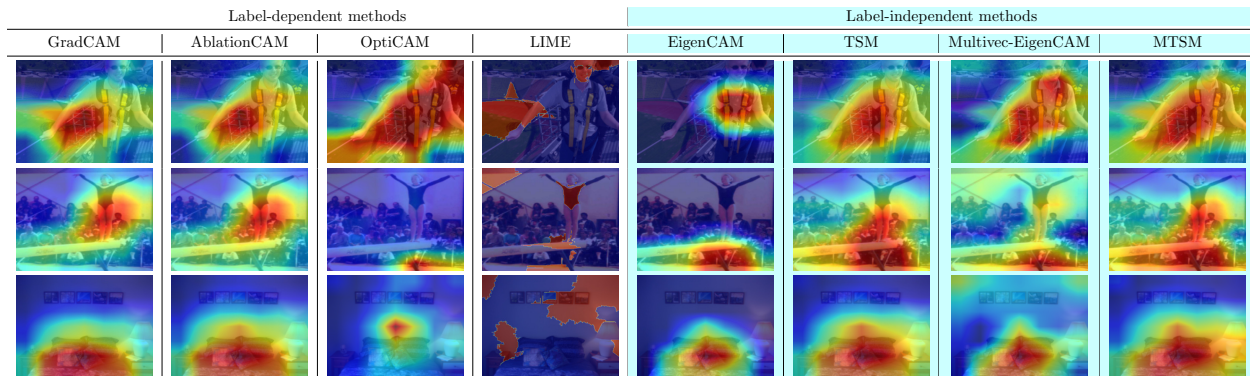 Label-dependent methods Label-independent methods
GradCAM AblationCAM OptiCAM LIME EigenCAM TSM Multivec-EigenCAM MTSM